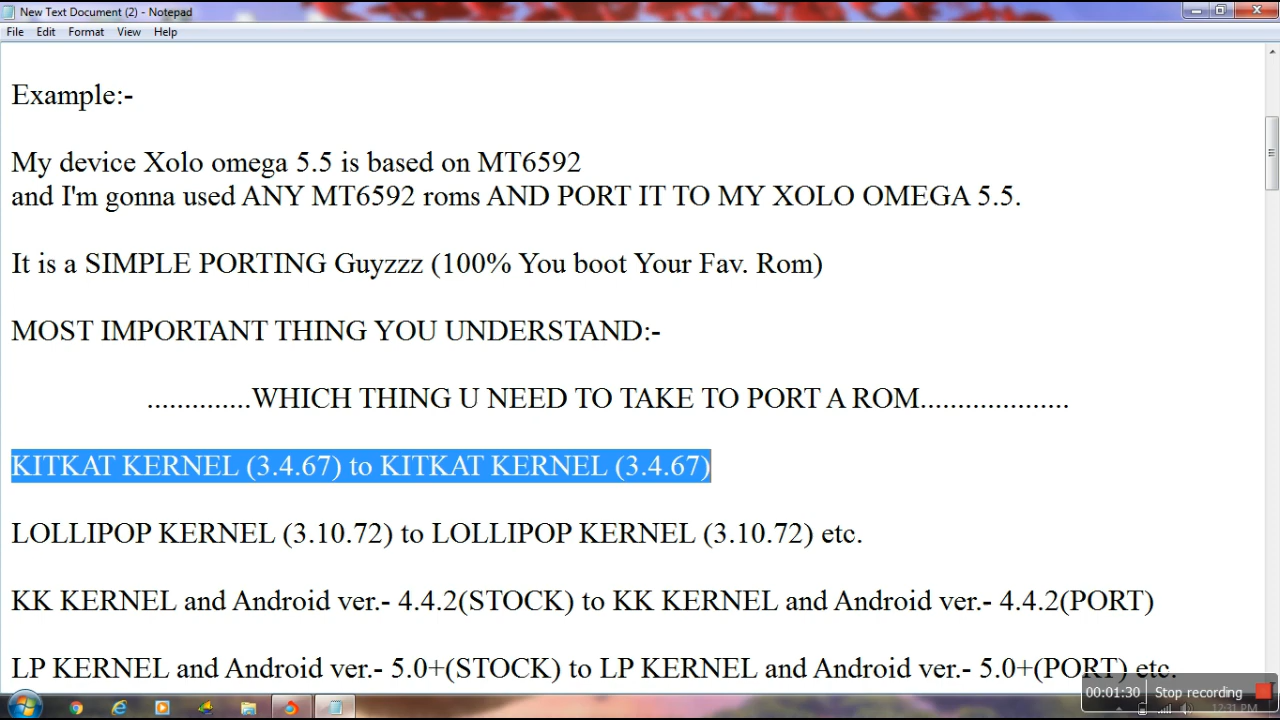 New Text Document (2) - Notepad
File Edit Format View Help
Example:-
My device Xolo omega 5.5 is based on MT6592
and I'm gonna used ANY MT6592 roms AND PORT IT TO MY XOLO OMEGA 5.5.
It is a SIMPLE PORTING Guyzzz (100% You boot Your Fav. Rom)
MOST IMPORTANT THING YOU UNDERSTAND:-
..............WHICH THING U NEED TO TAKE TO PORT A ROM....................
KITKAT KERNEL (3.4.67) to KITKAT KERNEL (3.4.67)
LOLLIPOP KERNEL (3.10.72) to LOLLIPOP KERNEL (3.10.72) etc.
KK KERNEL and Android ver.- 4.4.2(STOCK) to KK KERNEL and Android ver.- 4.4.2(PORT)
LP KERNEL and Android ver.- 5.0+(STOCK) to LP KERNEL and Android ver.- 5.0+(PORT) etc.
00:01:30 Stop recording
12:31 PM